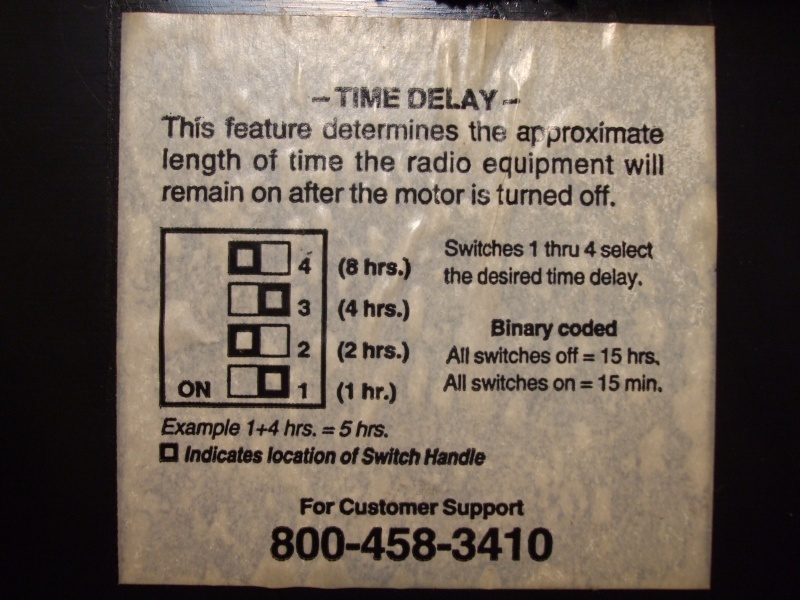 – TIME DELAY –
This feature determines the approximate
length of time the radio equipment will
remain on after the motor is turned off.
4 (8 hrs.)
3 (4 hrs.)
2 (2 hrs.)
ON 1 (1 hr.)
Switches 1 thru 4 select
the desired time delay.
Binary coded
All switches off = 15 hrs.
All switches on = 15 min.
Example 1+4 hrs. = 5 hrs.
Indicates location of Switch Handle
For Customer Support
800-458-3410